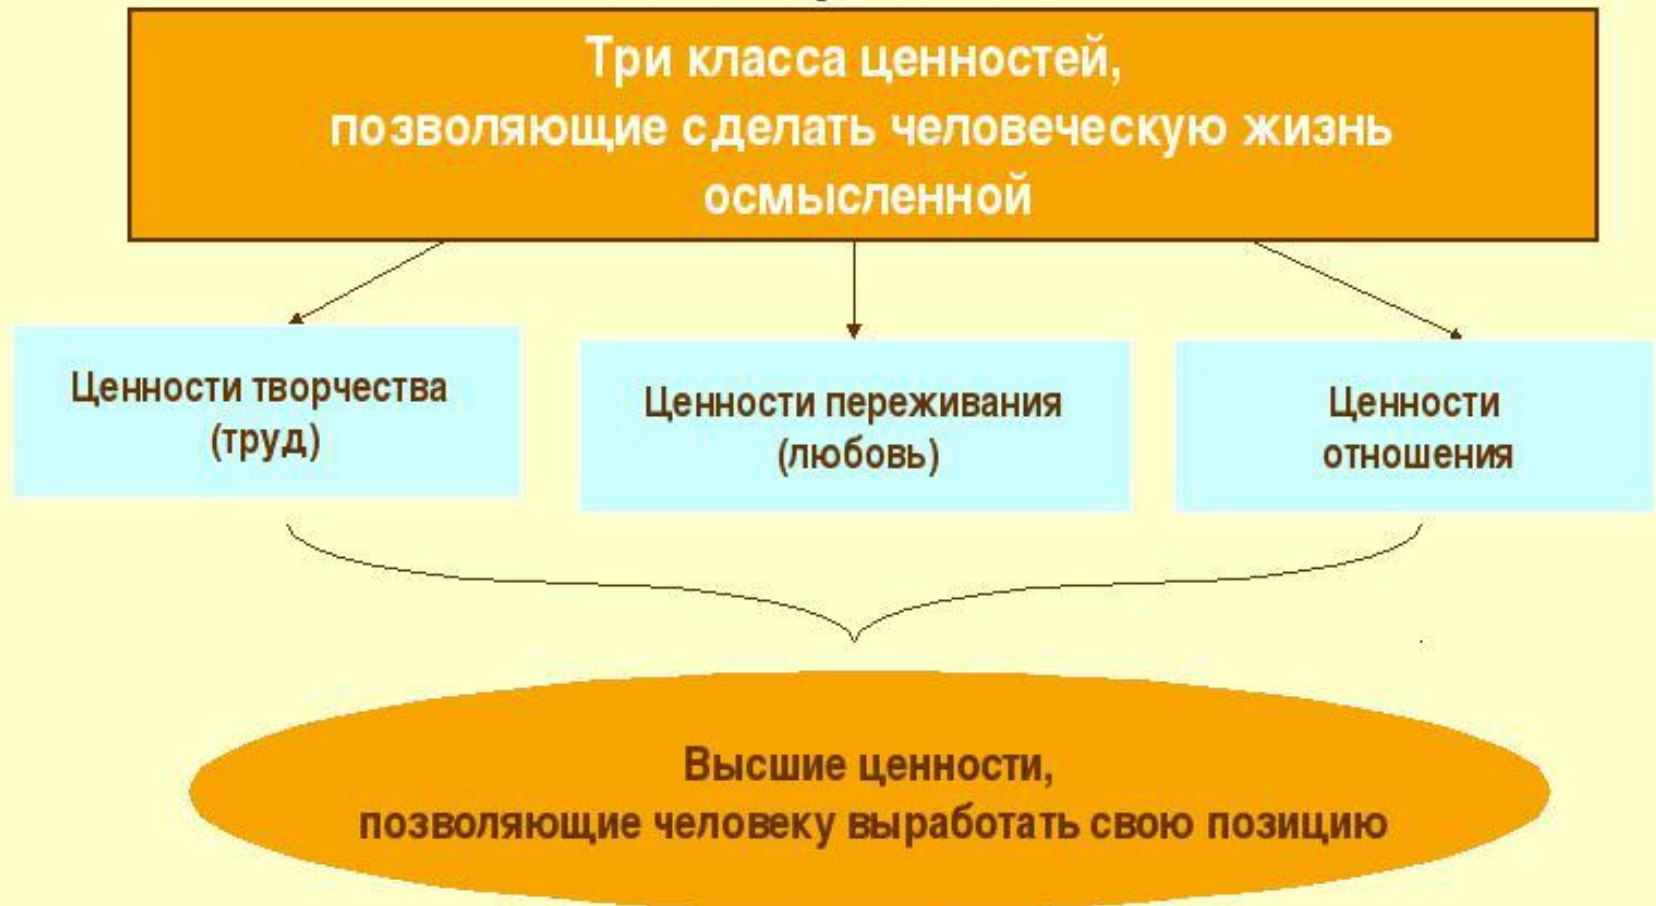 Три класса ценностей,
позволяющие сделать человеческую жизнь
осмысленной
Ценности творчества
(труд)
Ценности переживания
(любовь)
Ценности
отношения
Высшие ценности,
позволяющие человеку выработать свою позицию